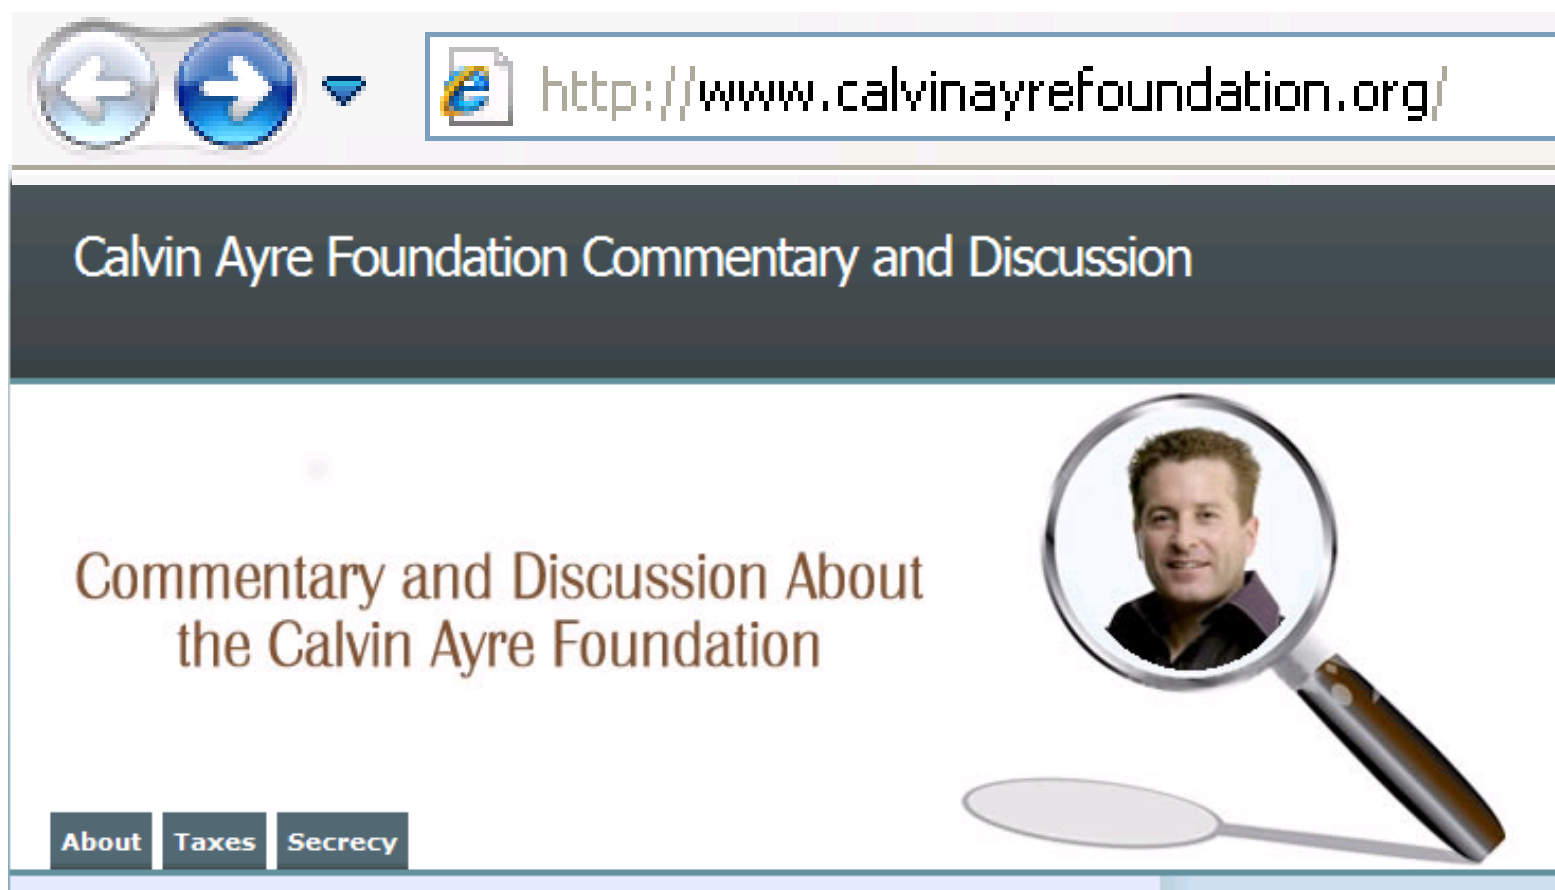 http://www.calvinayrefoundation.org/
Calvin Ayre Foundation Commentary and Discussion
Commentary and Discussion About
the Calvin Ayre Foundation
About Taxes Secrecy